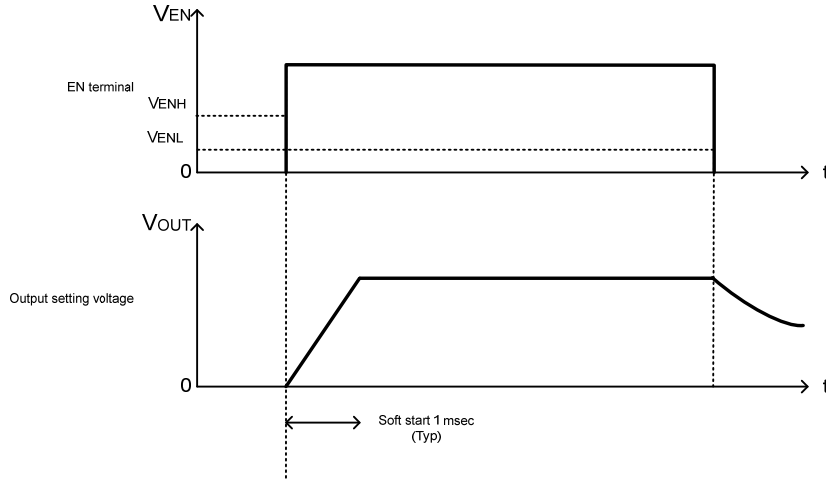 VEN
EN terminal
VENH
VENL
0
t
VOUT
Output setting voltage
0
t
Soft start 1 msec
(Typ)